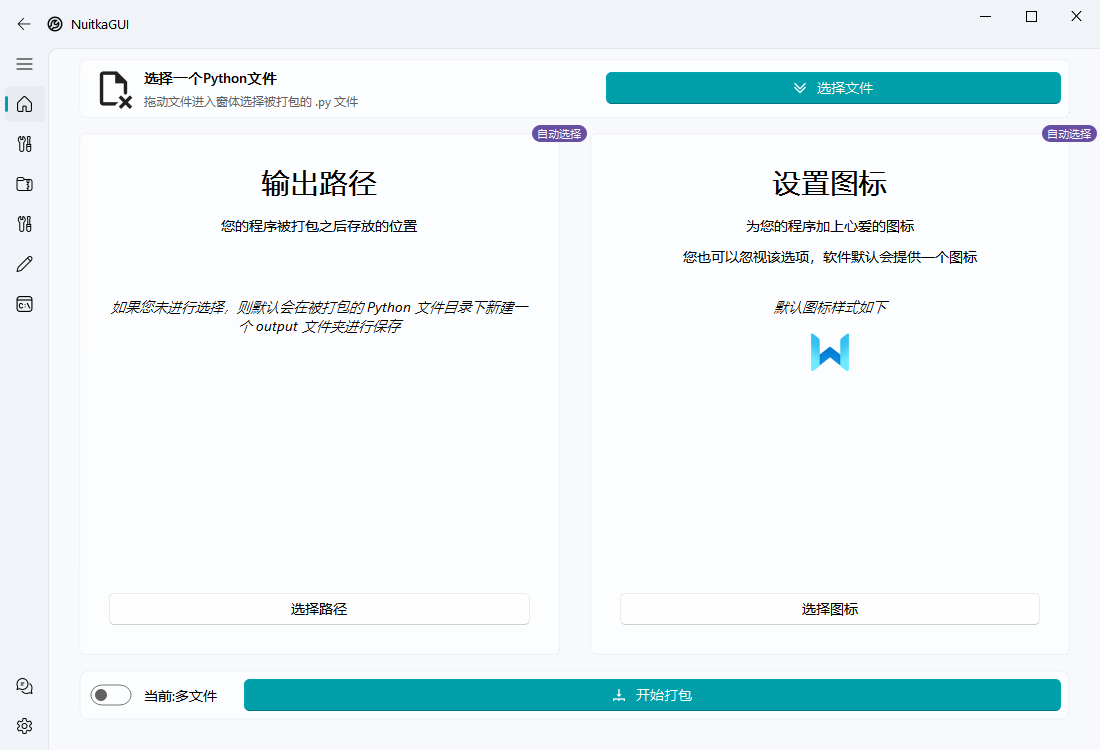 NuitkaGUI
选择一个Python文件
拖动文件进入窗体选择被打包的 .py 文件
选择文件
自动选择
自动选择
输出路径
您的程序被打包之后存放的位置
如果您未进行选择，则默认会在被打包的 Python 文件目录下新建一
个 output 文件夹进行保存
选择路径
设置图标
为您的程序加上心爱的图标
您也可以忽视该选项，软件默认会提供一个图标
默认图标样式如下
选择图标
当前:多文件
开始打包